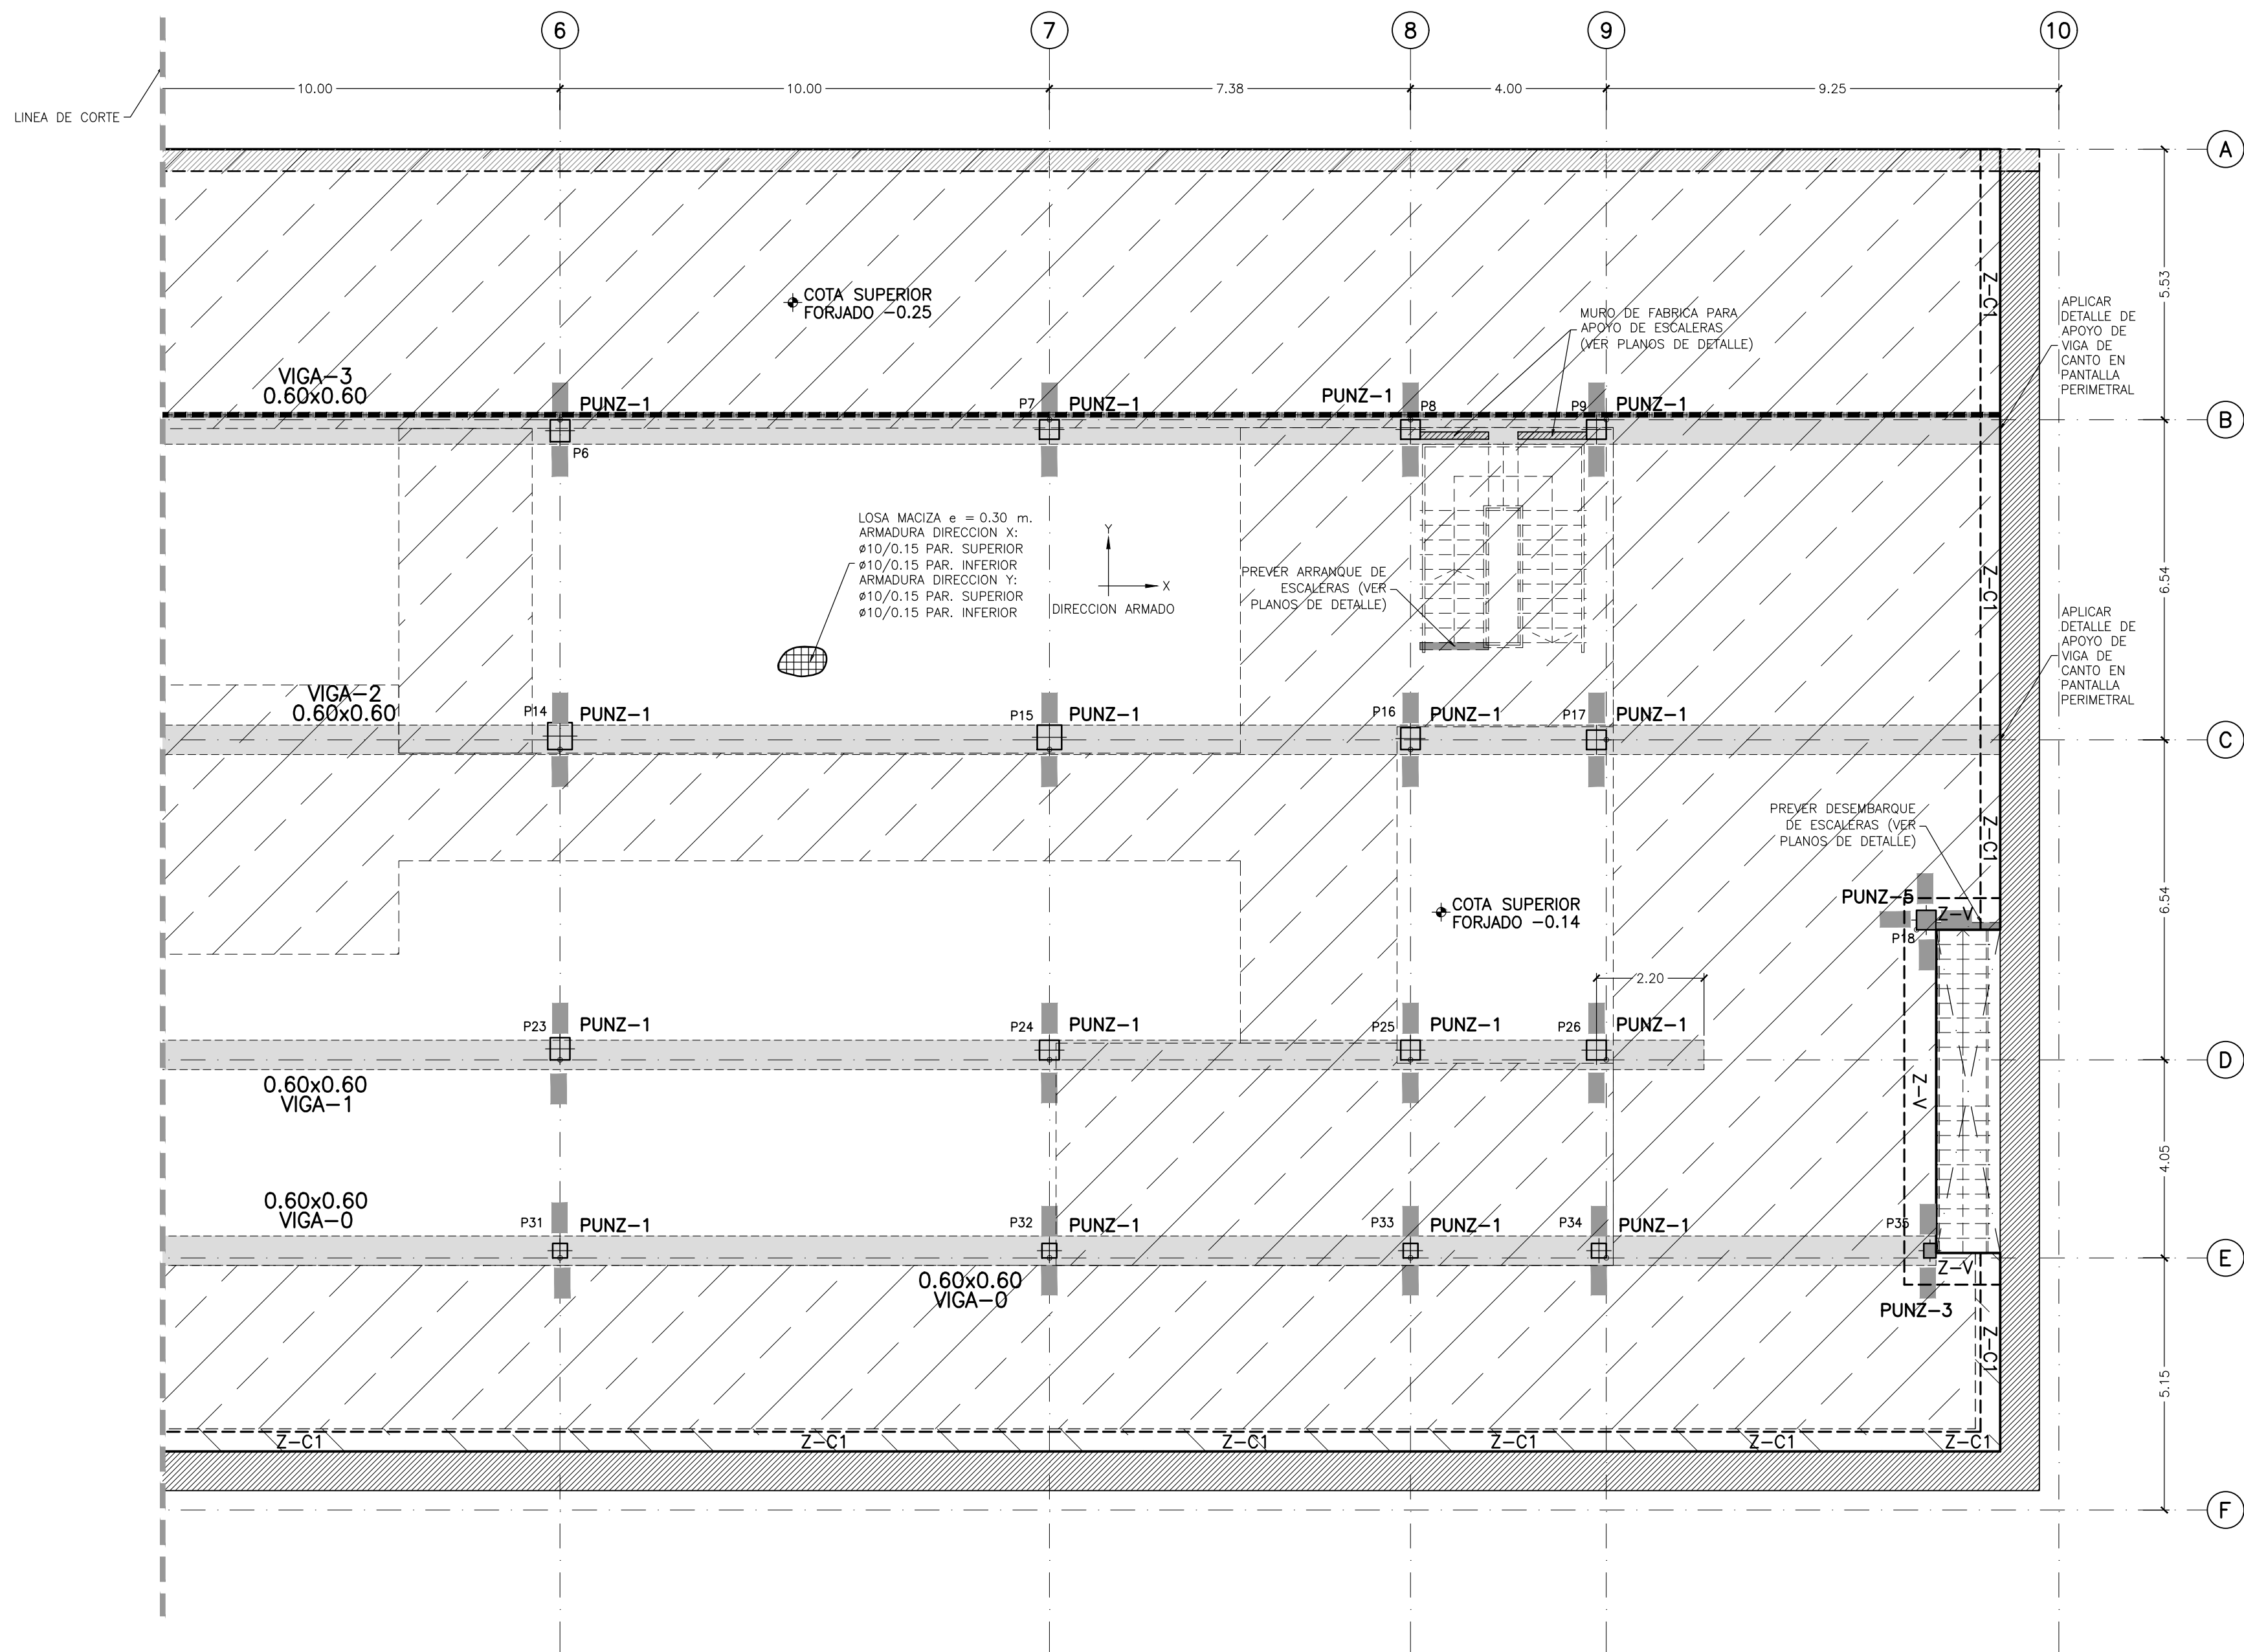 6
7
8
9
10
10.00
10.00
7.38
4.00
9.25
LINEA DE CORTE
A
5.53
Z-C1
COTA SUPERIOR
FORJADO -0.25
MURO DE FABRICA PARA
APOYO DE ESCALERAS
(VER PLANOS DE DETALLE)
APLICAR
DETALLE DE
APOYO DE
VIGA DE
CANTO EN
PANTALLA
PERIMETRAL
VIGA-3
0.60x0.60
PUNZ-1
P7
PUNZ-1
PUNZ-1
P8
P9
PUNZ-1
B
P6
6.54
LOSA MACIZA e = 0.30 m.
ARMADURA DIRECCION X:
ø10/0.15 PAR. SUPERIOR
ø10/0.15 PAR. INFERIOR
ARMADURA DIRECCION Y:
ø10/0.15 PAR. SUPERIOR
ø10/0.15 PAR. INFERIOR
Y
X
DIRECCION ARMADO
PREVER ARRANQUE DE
ESCALERAS (VER
PLANOS DE DETALLE)
Z-C1
APLICAR
DETALLE DE
APOYO DE
VIGA DE
CANTO EN
PANTALLA
PERIMETRAL
VIGA-2
0.60x0.60
P14
PUNZ-1
P15
PUNZ-1
P16
PUNZ-1
P17
PUNZ-1
C
PREVER DESEMBARQUE
DE ESCALERAS (VER
PLANOS DE DETALLE)
Z-C1
6.54
COTA SUPERIOR
FORJADO -0.14
PUNZ-5
Z-V
P18
2.20
P23
PUNZ-1
P24
PUNZ-1
P25
PUNZ-1
P26
PUNZ-1
D
0.60x0.60
VIGA-1
Z-V
4.05
0.60x0.60
VIGA-0
P31
PUNZ-1
P32
PUNZ-1
P33
PUNZ-1
P34
PUNZ-1
P35
E
Z-V
0.60x0.60
VIGA-0
PUNZ-3
Z-C1
5.15
Z-C1
Z-C1
Z-C1
Z-C1
Z-C1
Z-C1
F